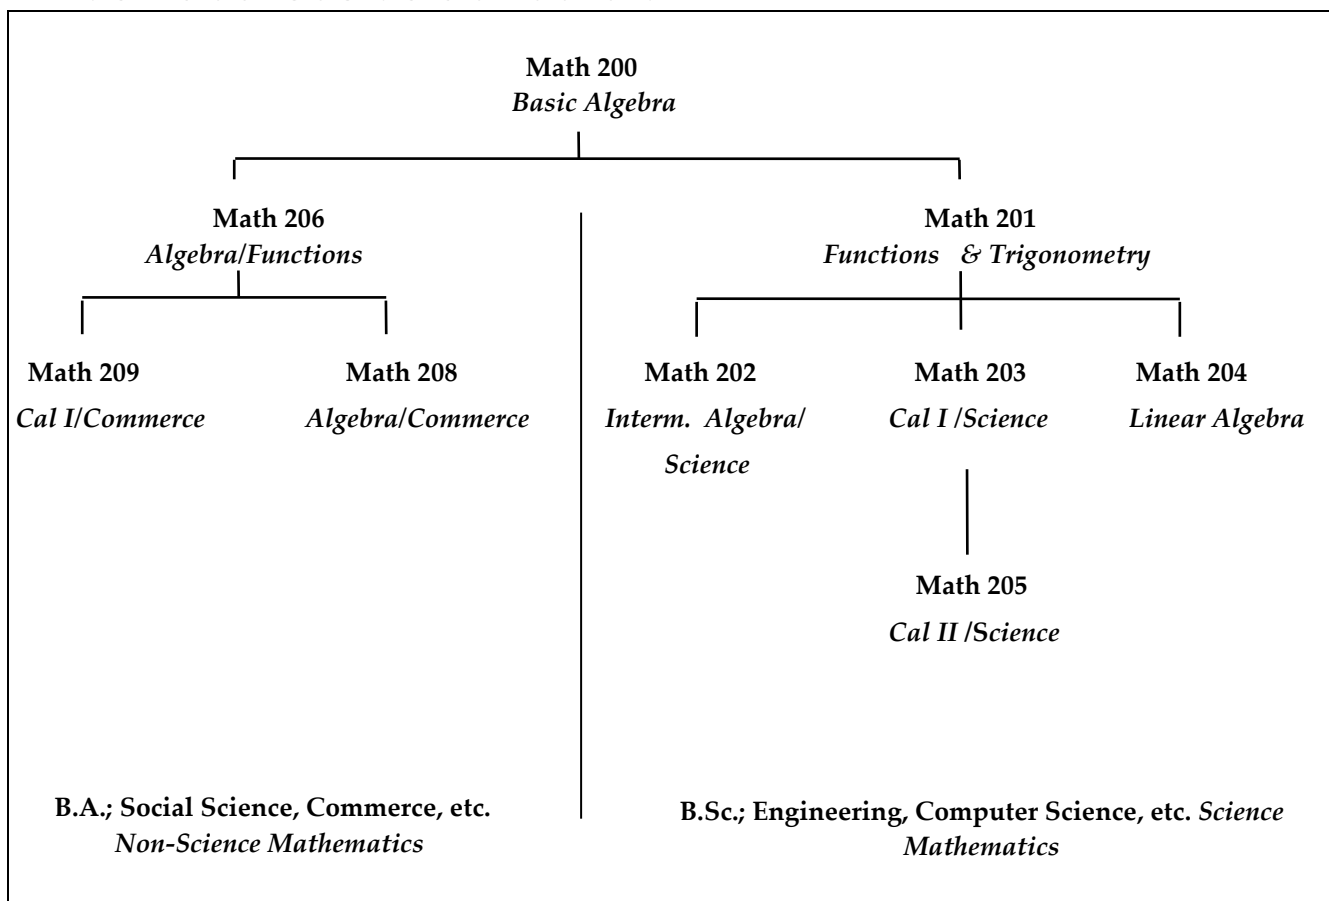 Math 200
Basic Algebra
Math 206
Algebra/Functions
Math 201
Functions & Trigonometry
Math 209
Cal I/Commerce
Math 208
Algebra/Commerce
Math 202
Interm. Algebra/
Science
Math 203
Cal I /Science
Math 204
Linear Algebra
Math 205
Cal II /Science
B.A.; Social Science, Commerce, etc.
Non-Science Mathematics
B.Sc.; Engineering, Computer Science, etc. Science
Mathematics